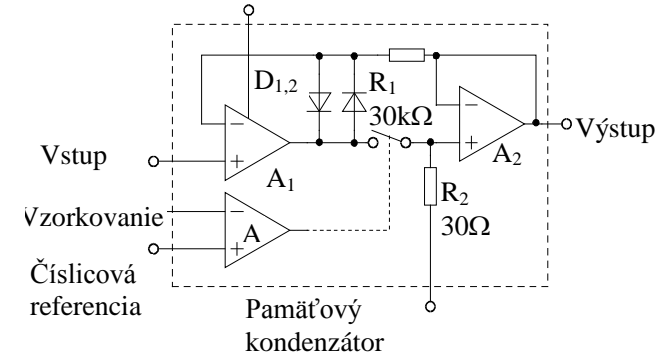 D1,2
R1
30kΩ
−
+
A1
−
+
A2
Výstup
Vstup
R2
30Ω
Vzorkovanie
−
+
A
Číslicová
referencia
Pamäťový
kondenzátor